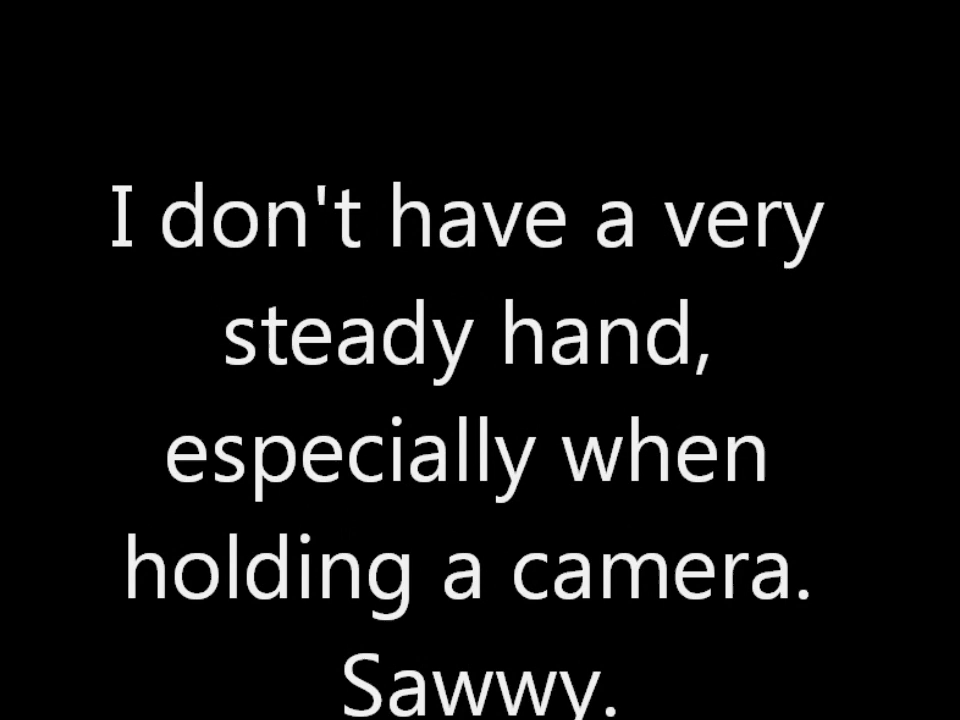 I don't have a very
steady hand,
especially when
holding a camera.
Sawwy.